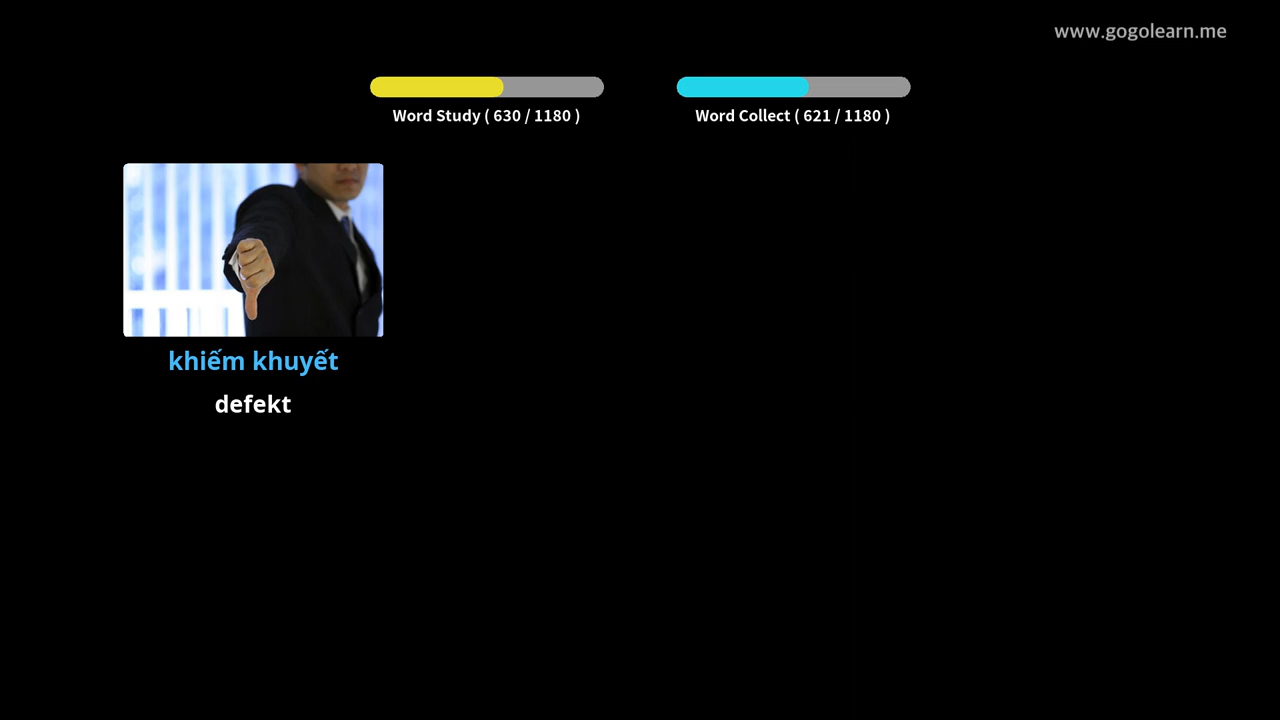 www.gogolearn.me
Word Study ( 630 / 1180 )
Word Collect ( 621 / 1180 )
khiếm khuyết
defekt